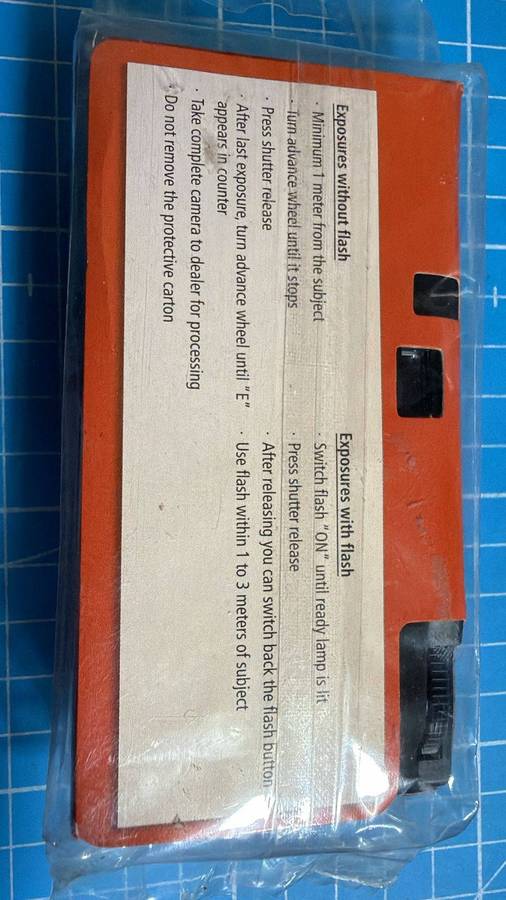 Exposures without flash
· Minimum 1 meter from the subject
· Turn advance wheel until it stops
· Press shutter release
· After last exposure, turn advance wheel until "E"
appears in counter
· Take complete camera to dealer for processing
· Do not remove the protective carton
Exposures with flash
· Switch flash "ON" until ready lamp is lit
· Press shutter release
· After releasing you can switch back the flash button
· Use flash within 1 to 3 meters of subject